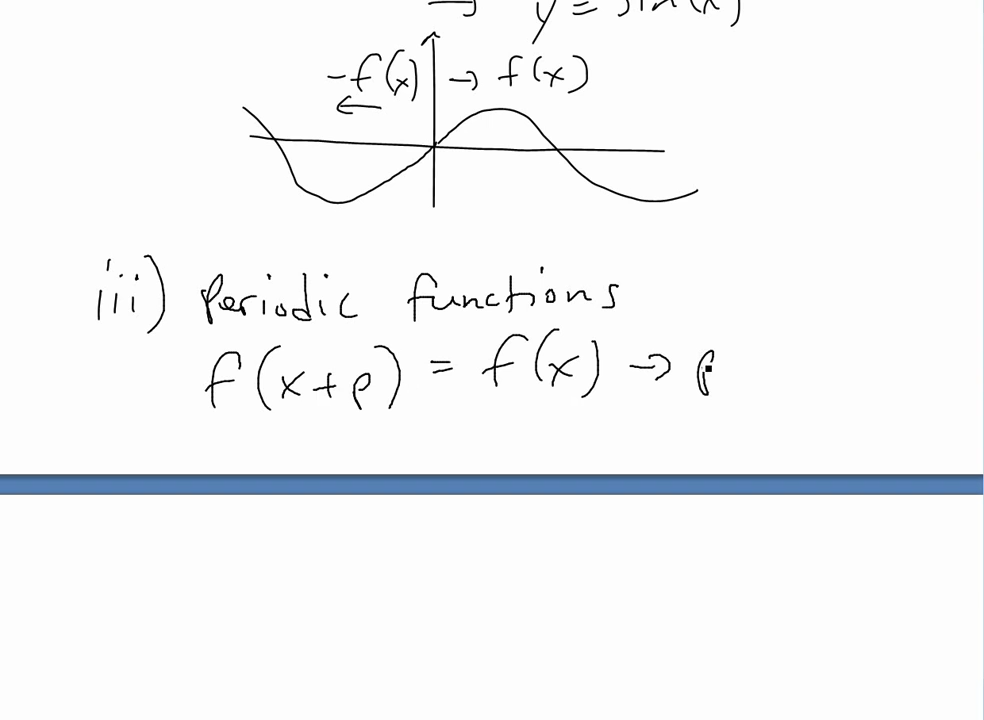 → y = sin(x)
-f(x) → f(x)
←
iii) Periodic functions
f(x+p) = f(x) → p